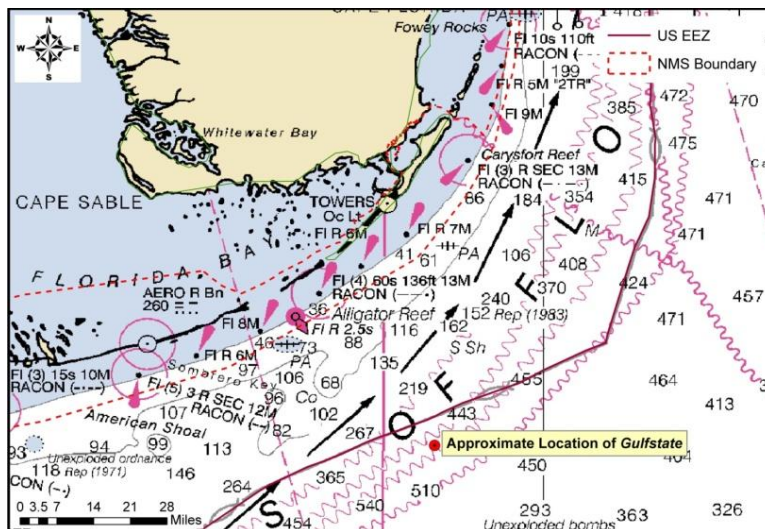 CAPE FLORIDA
N
W E
S
Fowey Rocks
PA
Fl 10s 110ft
RACON
199
US EEZ
NMS Boundary
Fl R 5M "2TR"
385
472
470
Fl 9M
Whitewater Bay
475
Carysfort Reef
Fl (3) R SEC 13M
RACON
415
CAPE SABLE
TOWERS
Oc Lt
Fl R 6M
Fl R 7M
66
184
354
471
O
L
M
471
FLORIDA BAY
41
61
PA
106
408
F
AERO R Bn
260
Fl (4) 60s 136ft 13M
RACON
240
370
424
457
36
Alligator Reef
Fl R 2.5s
116
152 Rep (1983)
F
471
Fl 8M
162
S Sh
Fl R 6M
46
73
88
97
PA
135
Fl (3) 15s 10M
RACON
Sombrero Key
106
68
219
455
464
Fl (5) 3 R SEC 12M
RACON
96
Co
102
443
413
American Shoal
107
82
267
O
93
94
99
113
Approximate Location of Gulfstate
Unexploded ordnance
118
Rep (1971)
146
365
450
CON
264
510
540
293
363
326
S
454
Unexploded bombs
0 3.5 7 14 21 28
Miles